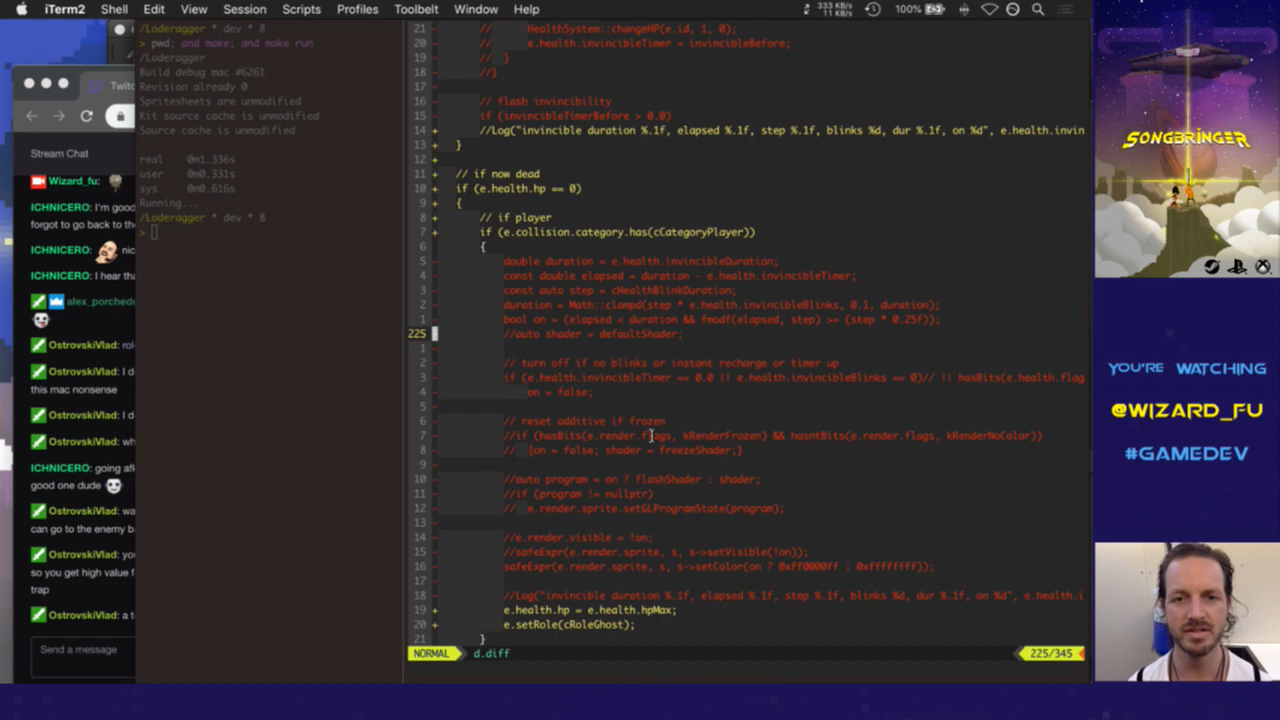 iTerm2 Shell Edit View Session Scripts Profiles Toolbelt Window Help
333 KB/s
11 KB/s
100%
Twitc
Stream Chat
Wizard_fu:
ICHNICERO: I'm good
forgot to go back to the
ICHNICERO: nic
ICHNICERO: I hear tha
alex_porchedd
OstrovskiVlad: rol
OstrovskiVlad: I d
this mac nonsense
OstrovskiVlad: I d
OstrovskiVlad: wh
ICHNICERO: going afk
good one dude
OstrovskiVlad: wa
can go to the enemy b
OstrovskiVlad: you
so you get high value f
trap
OstrovskiVlad: a t
Send a message
/Loderagger * dev * 8
> pwd; and make; and make run
/Loderagger
Build debug mac #6261
Revision already 0
Spritesheets are unmodified
Kit source cache is unmodified
Source cache is unmodified
real 0m1.336s
user 0m0.331s
sys 0m0.616s
Running...
/Loderagger * dev * 8
>
21 - // HealthSystem::changeHP(e.id, 1, 0);
20 - // e.health.invincibleTimer = invincibleBefore;
19 - // }
18 - //}
17 -
16 - // flash invincibility
15 - if (invincibleTimerBefore > 0.0)
14 + //Log("invincible duration %.1f, elapsed %.1f, step %.1f, blinks %d, dur %.1f, on %d", e.health.invin
13 + }
12 +
11 + // if now dead
10 + if (e.health.hp == 0)
9 + {
8 + // if player
7 + if (e.collision.category.has(cCategoryPlayer))
6 {
5 - double duration = e.health.invincibleDuration;
4 - const double elapsed = duration - e.health.invincibleTimer;
3 - const auto step = cHealthBlinkDuration;
2 - duration = Math::clampd(step * e.health.invincibleBlinks, 0.1, duration);
1 - bool on = (elapsed < duration && fmodf(elapsed, step) >= (step * 0.25f));
225 //auto shader = defaultShader;
1 -
2 - // turn off if no blinks or instant recharge or timer up
3 - if (e.health.invincibleTimer == 0.0 || e.health.invincibleBlinks == 0)// || hasBits(e.health.flag
4 - on = false;
5 -
6 - // reset additive if frozen
7 - //if (hasBits(e.render.flags, kRenderFrozen) && hasntBits(e.render.flags, kRenderNoColor))
8 - // {on = false; shader = freezeShader;}
9 -
10 - //auto program = on ? flashShader : shader;
11 - //if (program != nullptr)
12 - // e.render.sprite.setGLProgramState(program);
13 -
14 - //e.render.visible = !on;
15 - //safeExpr(e.render.sprite, s, s->setVisible(!on));
16 - safeExpr(e.render.sprite, s, s->setColor(on ? 0xff0000ff : 0xffffffff));
17 -
18 - //Log("invincible duration %.1f, elapsed %.1f, step %.1f, blinks %d, dur %.1f, on %d", e.health.i
19 + e.health.hp = e.health.hpMax;
20 + e.setRole(cRoleGhost);
21 }
NORMAL d.diff 225/345
SONGBRINGER
YOU'RE WATCHING
@WIZARD_FU
#GAMEDEV